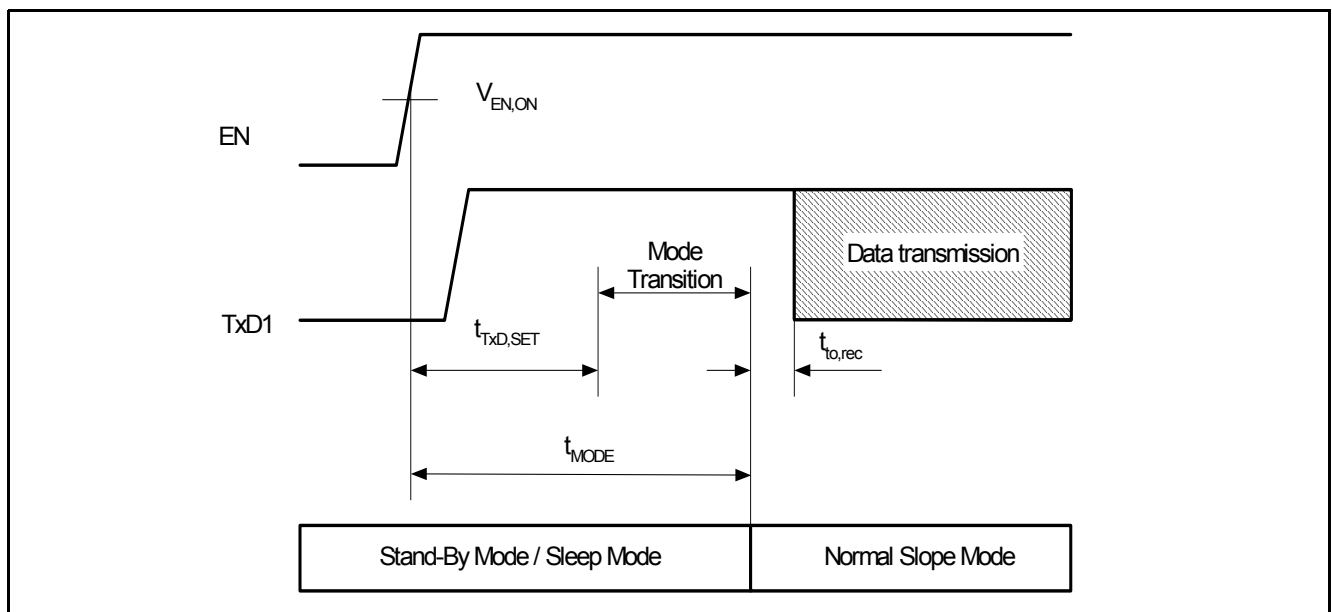 V_EN,ON
EN
Mode
Transition
Data transmission
TxD1
t_TxD,SET
t_to,rec
t_MODE
Stand-By Mode / Sleep Mode
Normal Slope Mode